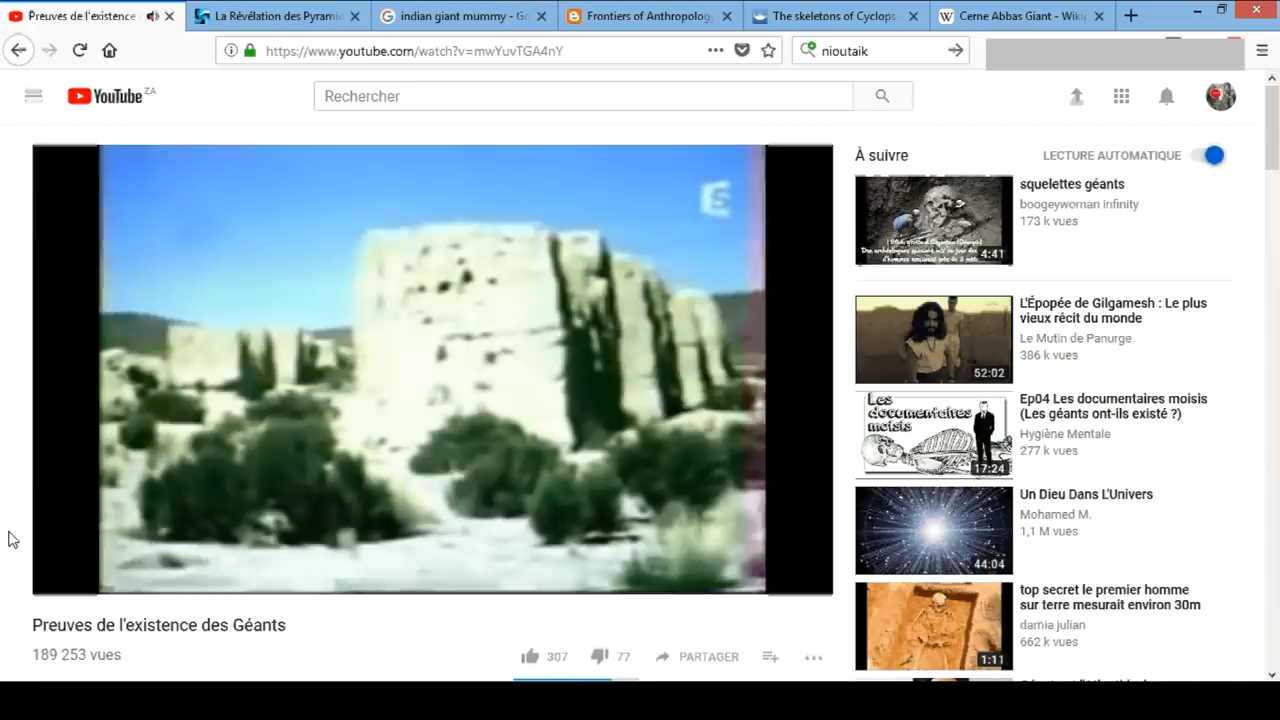 Preuves de l'existence
La Révélation des Pyramid
indian giant mummy - Go
Frontiers of Anthropology
The skeletons of Cyclops
Cerne Abbas Giant - Wikip
https://www.youtube.com/watch?v=mwYuvTGA4nY
nioutaik
YouTube ZA
Rechercher
À suivre
LECTURE AUTOMATIQUE
squelettes géants
boogeywoman infinity
173 k vues
4:41
L'Épopée de Gilgamesh : Le plus
vieux récit du monde
Le Mutin de Panurge
386 k vues
52:02
Les
documentaires
moisis
17:24
Ep04 Les documentaires moisis
(Les géants ont-ils existé ?)
Hygiène Mentale
277 k vues
Un Dieu Dans L'Univers
Mohamed M.
1,1 M vues
44:04
top secret le premier homme
sur terre mesurait environ 30m
damia julian
662 k vues
1:11
Preuves de l'existence des Géants
189 253 vues
307
77
PARTAGER